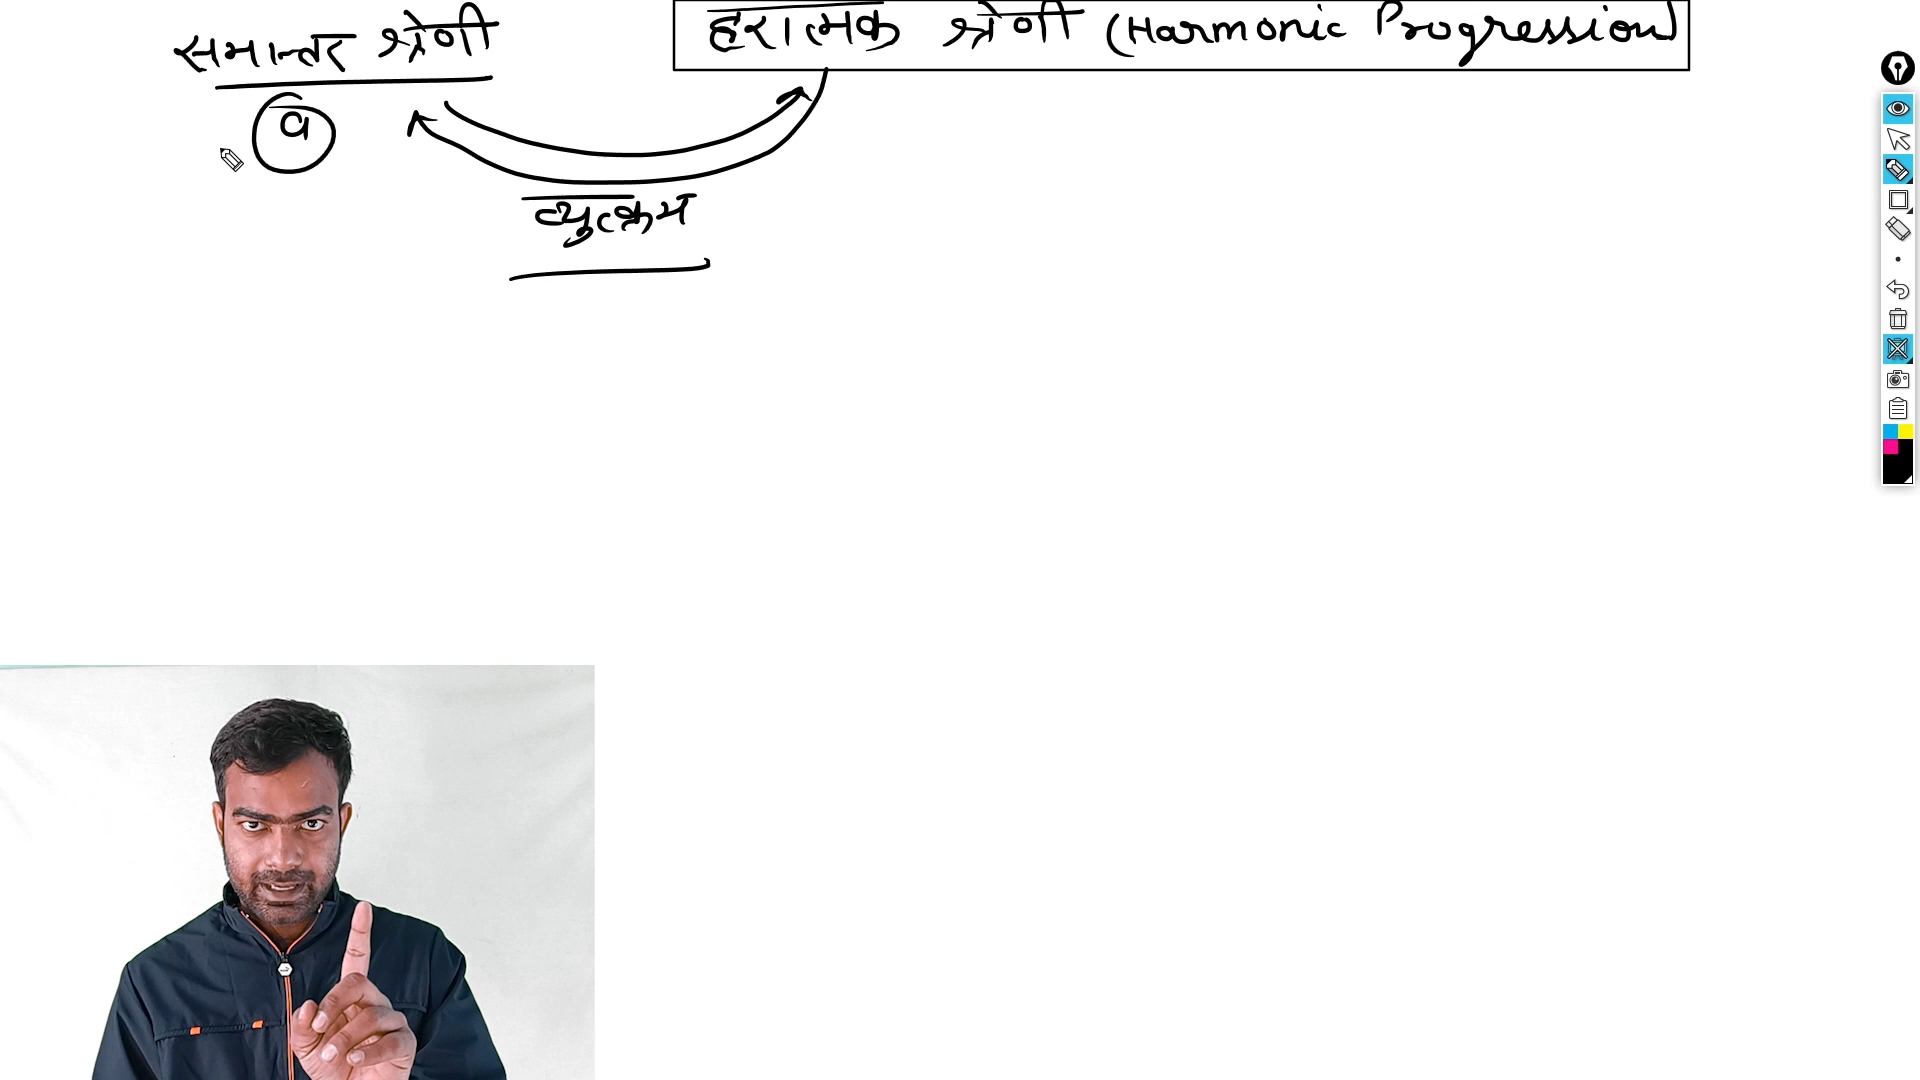 समान्तर श्रेणी
हरात्मक श्रेणी (Harmonic Progression)
a
व्युत्क्रम